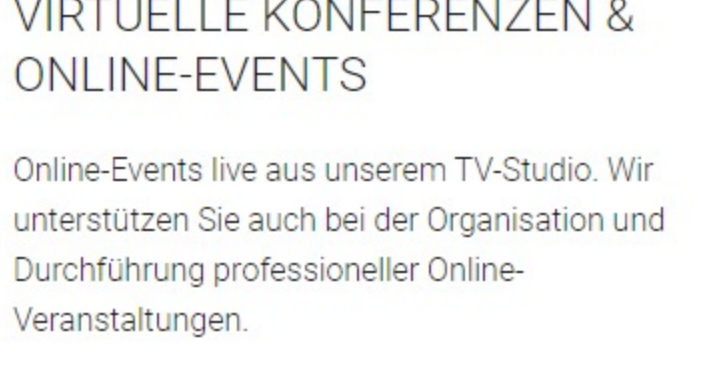 VIRTUELLE KONFERENZEN &
ONLINE-EVENTS
Online-Events live aus unserem TV-Studio. Wir
unterstützen Sie auch bei der Organisation und
Durchführung professioneller Online-
Veranstaltungen.